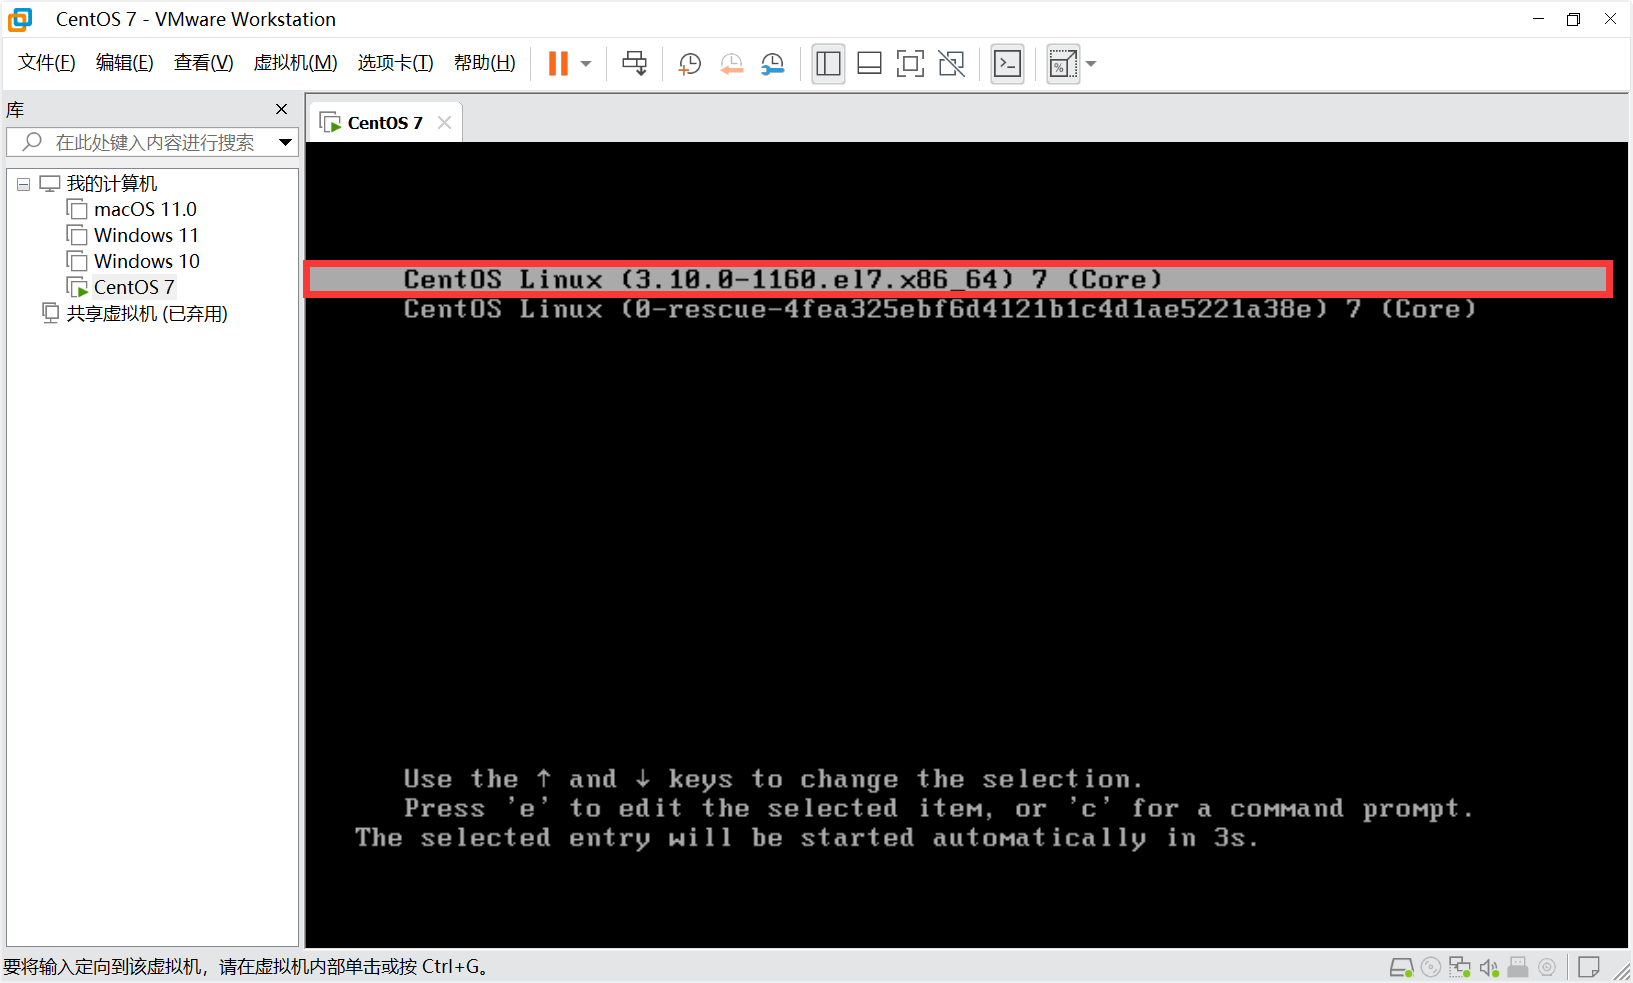 CentOS 7 - VMware Workstation
文件(F) 编辑(E) 查看(V) 虚拟机(M) 选项卡(T) 帮助(H)
库
在此处键入内容进行搜索
我的计算机
macOS 11.0
Windows 11
Windows 10
CentOS 7
共享虚拟机 (已弃用)
CentOS 7
CentOS Linux (3.10.0-1160.el7.x86_64) 7 (Core)
CentOS Linux (0-rescue-4fea325ebf6d4121b1c4d1ae5221a38e) 7 (Core)
Use the ↑ and ↓ keys to change the selection.
Press 'e' to edit the selected item, or 'c' for a command prompt.
The selected entry will be started automatically in 3s.
要将输入定向到该虚拟机，请在虚拟机内部单击或按 Ctrl+G。